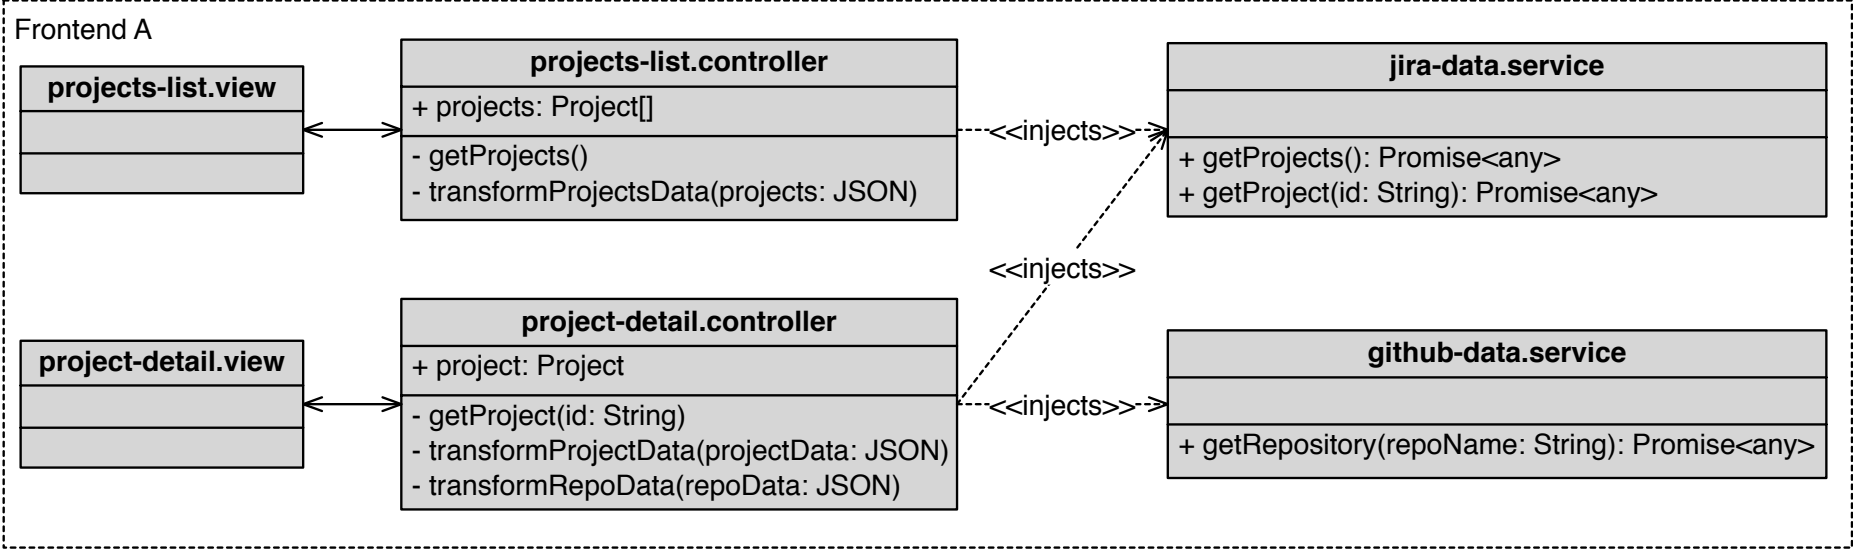 Frontend A
projects-list.view
projects-list.controller
+ projects: Project[]
- getProjects()
- transformProjectsData(projects: JSON)
<<injects>>
jira-data.service
+ getProjects(): Promise<any>
+ getProject(id: String): Promise<any>
<<injects>>
project-detail.view
project-detail.controller
+ project: Project
- getProject(id: String)
- transformProjectData(projectData: JSON)
- transformRepoData(repoData: JSON)
<<injects>>
github-data.service
+ getRepository(repoName: String): Promise<any>